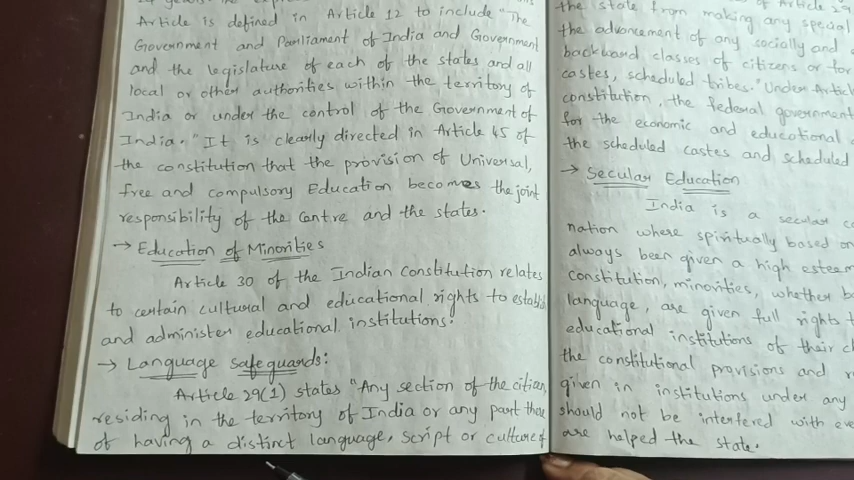 Article is defined in Article 12 to include "The
Government and Parliament of India and Government
and the legislature of each of the states and all
local or other authorities within the territory of
India or under the control of the Government of
India." It is clearly directed in Article 45 of
the constitution that the provision of Universal,
free and compulsory Education becomes the joint
responsibility of the Centre and the states.
→ Education of Minorities
Article 30 of the Indian Constitution relates
to certain cultural and educational rights to establish
and administer educational institutions.
→ Language safeguards:
Article 29(1) states "Any section of the citizen
residing in the territory of India or any part there
of having a distinct language, script or culture of
the state from making any special
the advancement of any socially and
backward classes of citizens or for
castes, scheduled tribes." Under Articl
constitution, the federal government
for the economic and educational
the scheduled castes and scheduled
→ Secular Education
India is a secular
nation where spiritually based on
always been given a high esteem
constitution, minorities, whether
language, are given full rights
educational institutions of their
the constitutional provisions and
given in institutions under any
should not be interfered with
are helped the state.